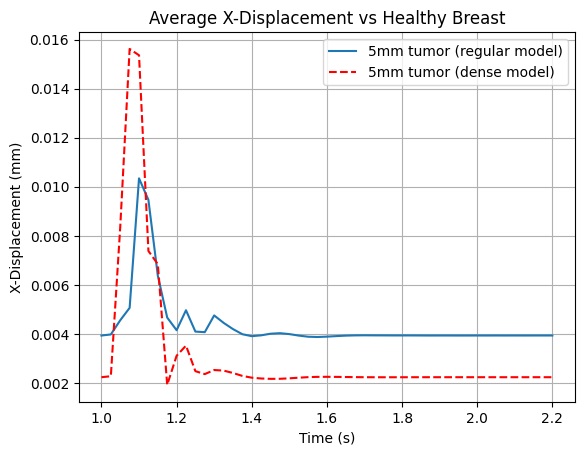 Average X-Displacement vs Healthy Breast
5mm tumor (regular model)
5mm tumor (dense model)
X-Displacement (mm)
0.016
0.014
0.012
0.010
0.008
0.006
0.004
0.002
1.0 1.2 1.4 1.6 1.8 2.0 2.2
Time (s)